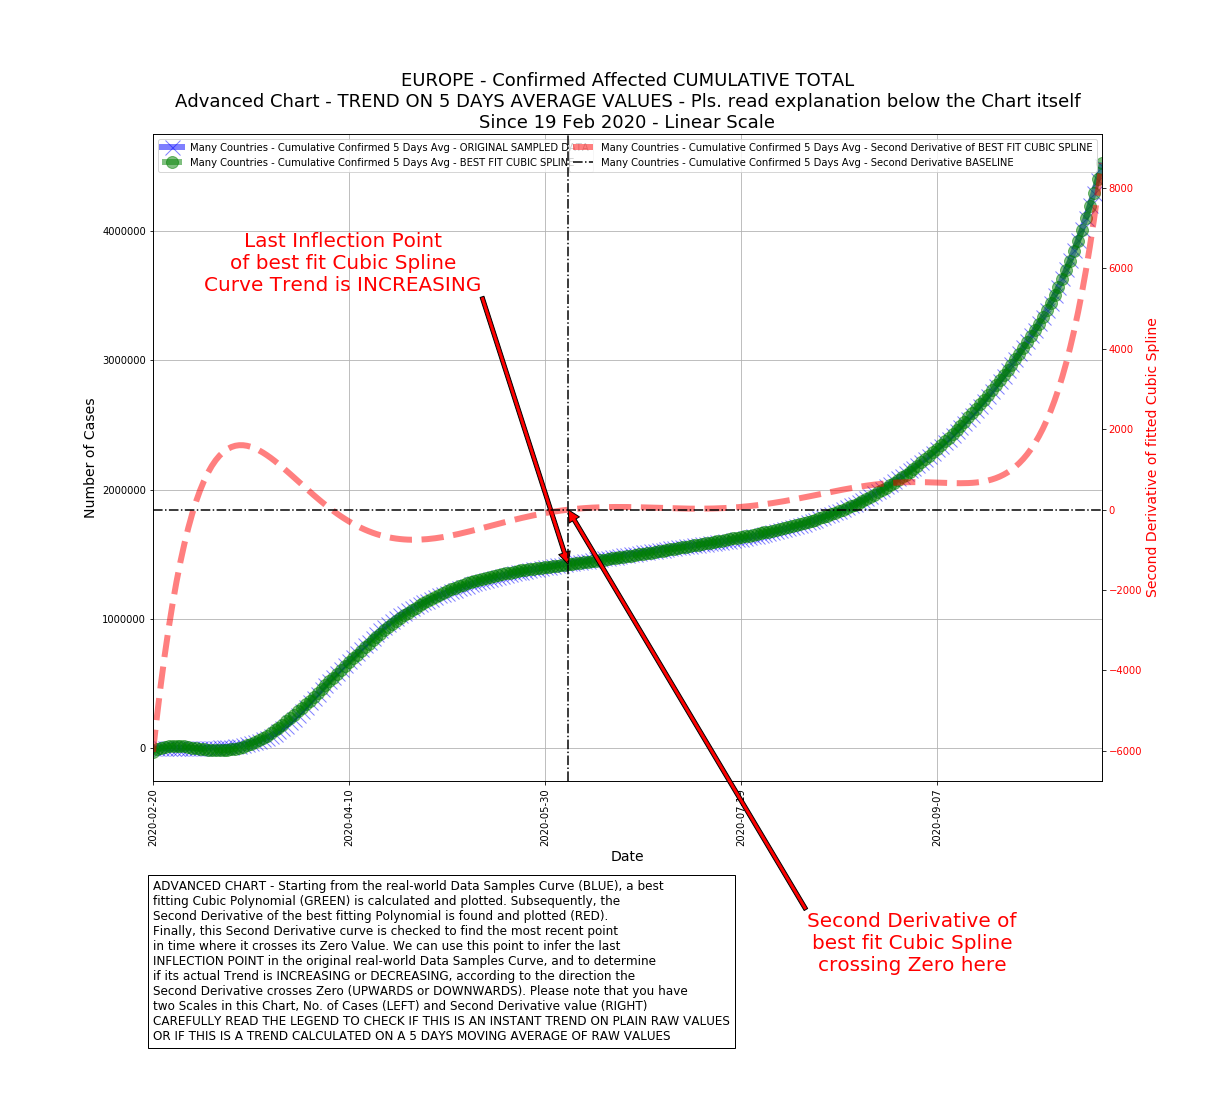 EUROPE - Confirmed Affected CUMULATIVE TOTAL
Advanced Chart - TREND ON 5 DAYS AVERAGE VALUES - Pls. read explanation below the Chart itself
Since 19 Feb 2020 - Linear Scale
Many Countries - Cumulative Confirmed 5 Days Avg - ORIGINAL SAMPLED
Many Countries - Cumulative Confirmed 5 Days Avg - BEST FIT CUBIC SPLIN
Many Countries - Cumulative Confirmed 5 Days Avg - Second Derivative of BEST FIT CUBIC SPLINE
Many Countries - Cumulative Confirmed 5 Days Avg - Second Derivative BASELINE
Last Inflection Point
of best fit Cubic Spline
Curve Trend is INCREASING
Number of Cases
4000000
3000000
2000000
1000000
0
8000
6000
4000
2000
0
−2000
−4000
−6000
Second Derivative of fitted Cubic Spline
2020-02-20
2020-04-10
2020-05-30
2020-09-07
Date
Second Derivative of
best fit Cubic Spline
crossing Zero here
ADVANCED CHART - Starting from the real-world Data Samples Curve (BLUE), a best
fitting Cubic Polynomial (GREEN) is calculated and plotted. Subsequently, the
Second Derivative of the best fitting Polynomial is found and plotted (RED).
Finally, this Second Derivative curve is checked to find the most recent point
in time where it crosses its Zero Value. We can use this point to infer the last
INFLECTION POINT in the original real-world Data Samples Curve, and to determine
if its actual Trend is INCREASING or DECREASING, according to the direction the
Second Derivative crosses Zero (UPWARDS or DOWNWARDS). Please note that you have
two Scales in this Chart, No. of Cases (LEFT) and Second Derivative value (RIGHT)
CAREFULLY READ THE LEGEND TO CHECK IF THIS IS AN INSTANT TREND ON PLAIN RAW VALUES
OR IF THIS IS A TREND CALCULATED ON A 5 DAYS MOVING AVERAGE OF RAW VALUES